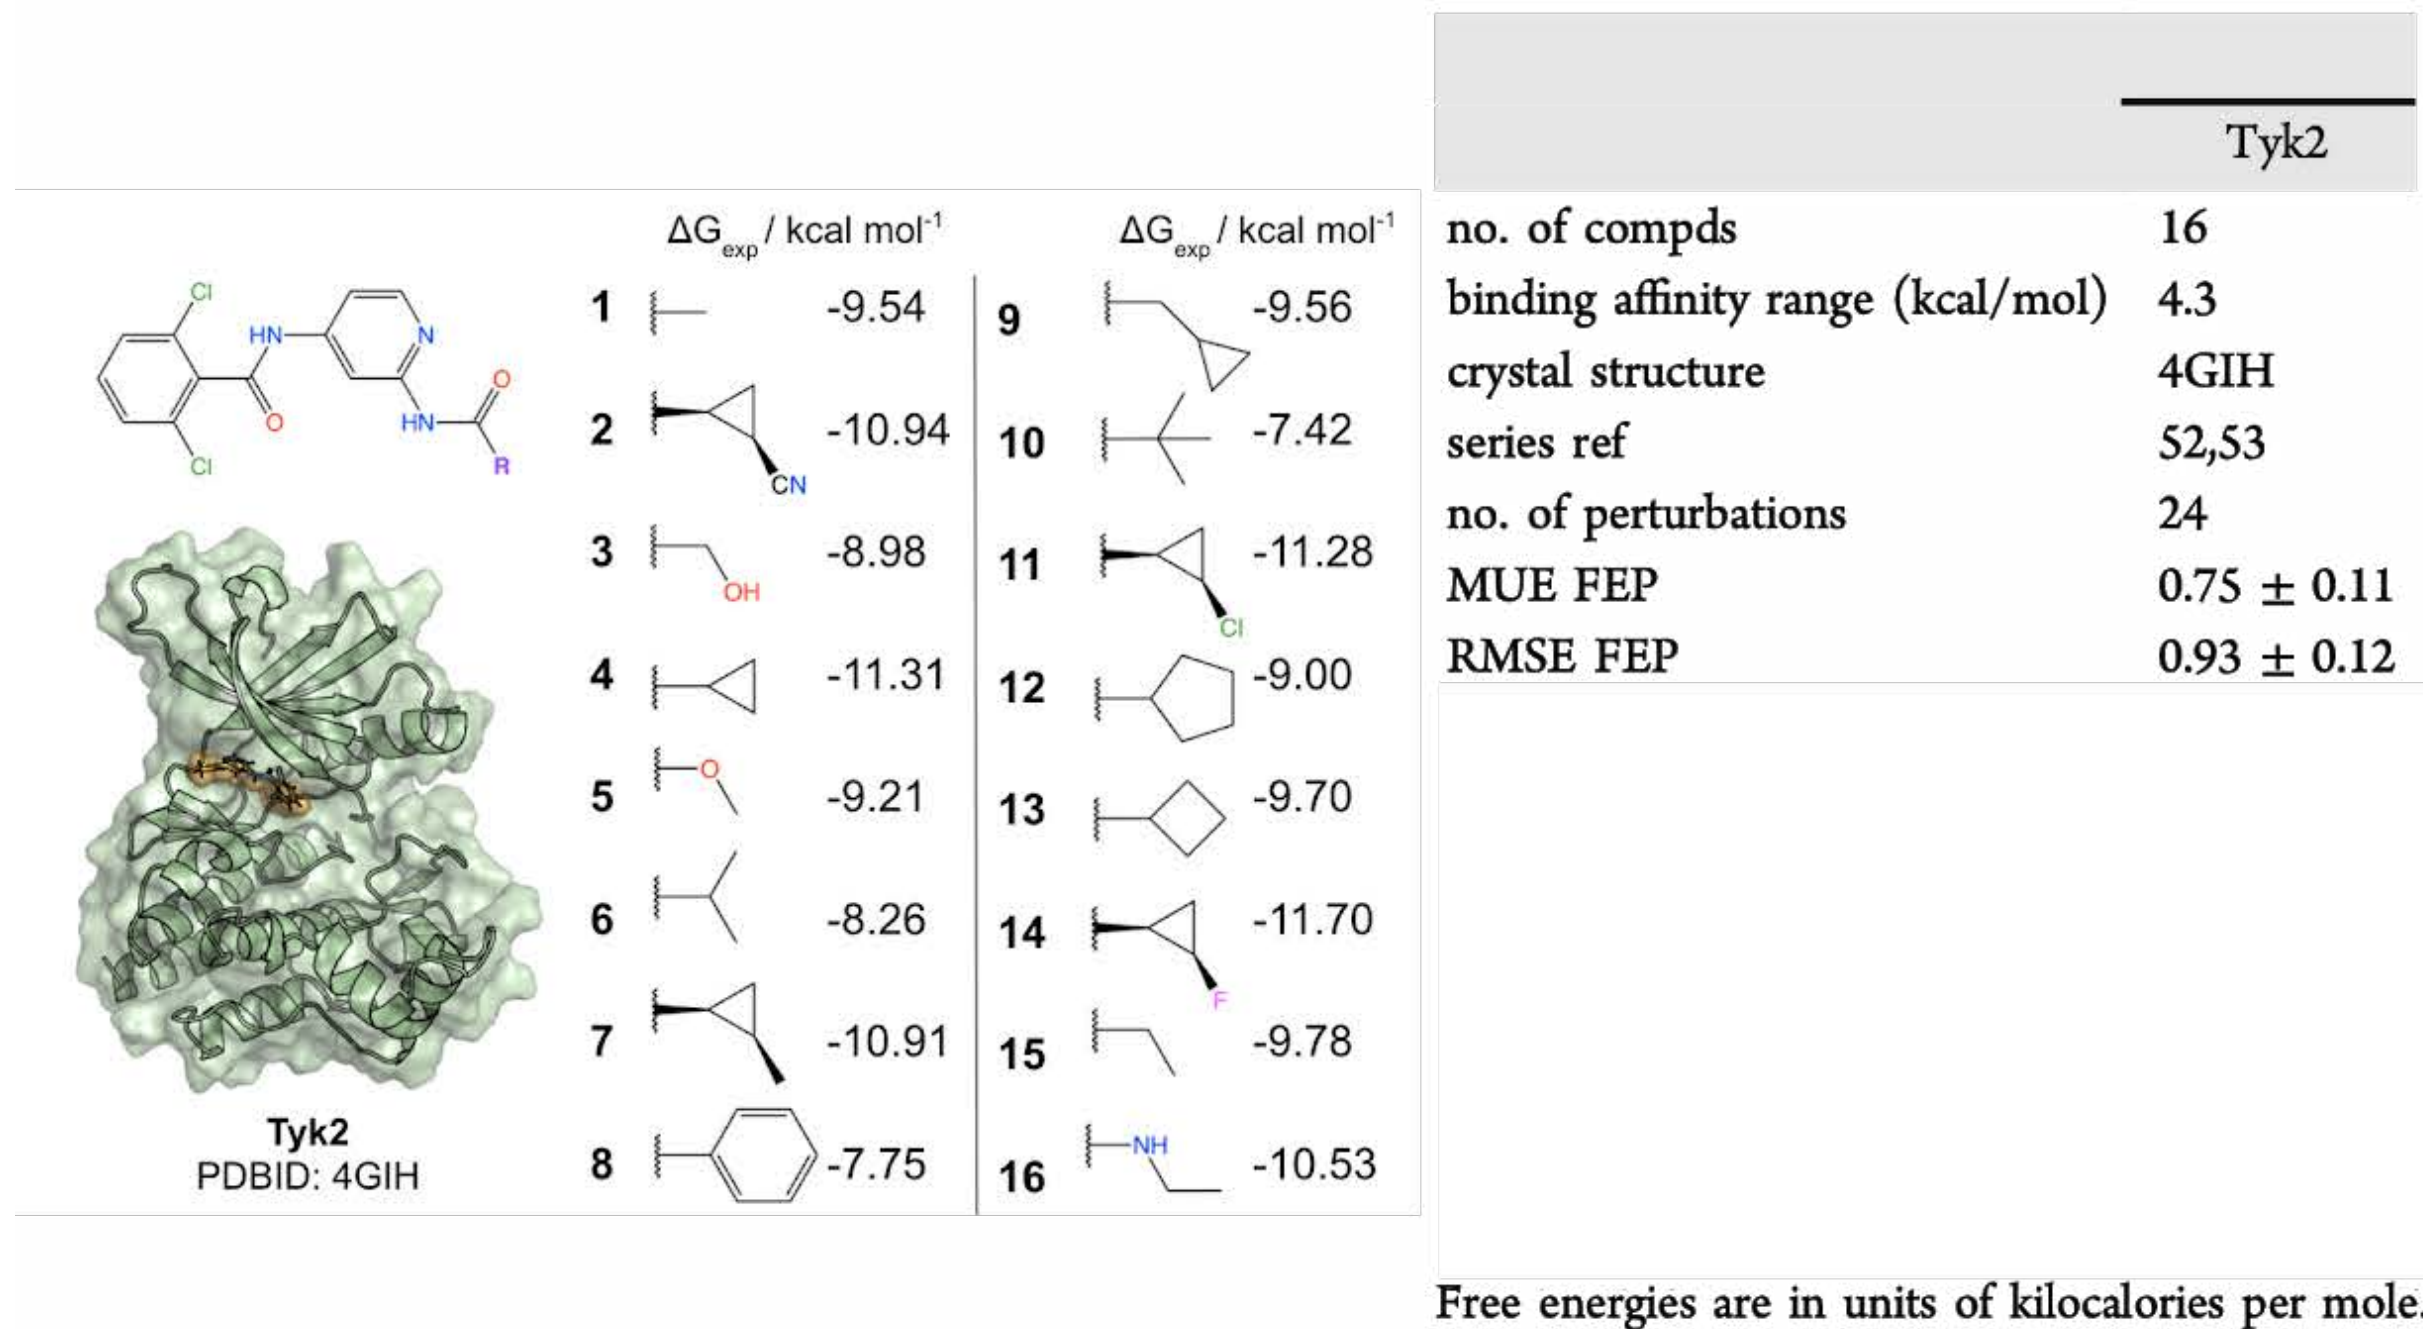 ΔGexp / kcal mol-1
ΔGexp / kcal mol-1
Cl
HN
N
O
HN
O
Cl
R
Tyk2
PDBID: 4GIH
1 -9.54
2 -10.94
CN
3 -8.98
OH
4 -11.31
5 O -9.21
6 -8.26
7 -10.91
8 -7.75
9 -9.56
10 -7.42
11 -11.28
Cl
12 -9.00
13 -9.70
14 -11.70
F
15 -9.78
16 NH -10.53
Tyk2
no. of compds 16
binding affinity range (kcal/mol) 4.3
crystal structure 4GIH
series ref 52,53
no. of perturbations 24
MUE FEP 0.75 ± 0.11
RMSE FEP 0.93 ± 0.12
Free energies are in units of kilocalories per mole.